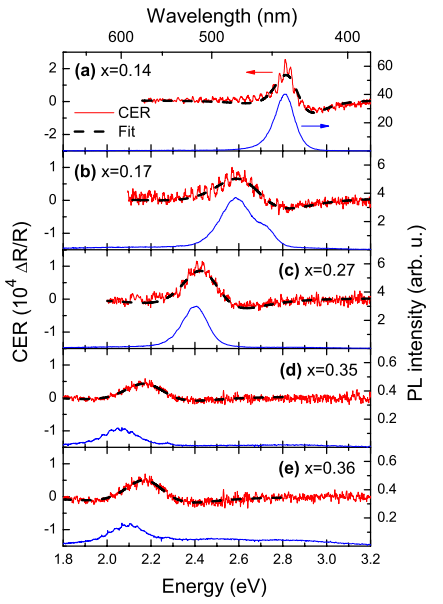 Wavelength (nm)
600 500 400
(a) x=0.14
2
1
0
-2
60
40
20
CER
Fit
(b) x=0.17
1
0
-1
6
4
2
(c) x=0.27
1
0
-1
6
4
2
(d) x=0.35
1
0
-1
0.6
0.4
0.2
(e) x=0.36
1
0
-1
0.6
0.4
0.2
CER (10⁴ ΔR/R)
PL intensity (arb. u.)
1.8 2.0 2.2 2.4 2.6 2.8 3.0 3.2
Energy (eV)